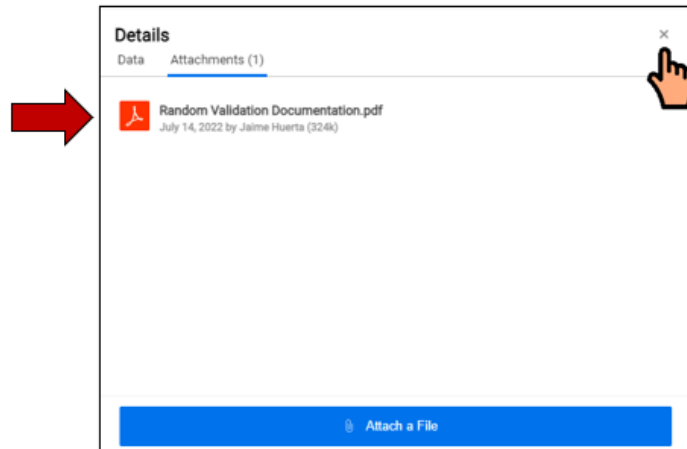 Details
Data Attachments (1)
Random Validation Documentation.pdf
July 14, 2022 by Jaime Huerta (324k)
Attach a File